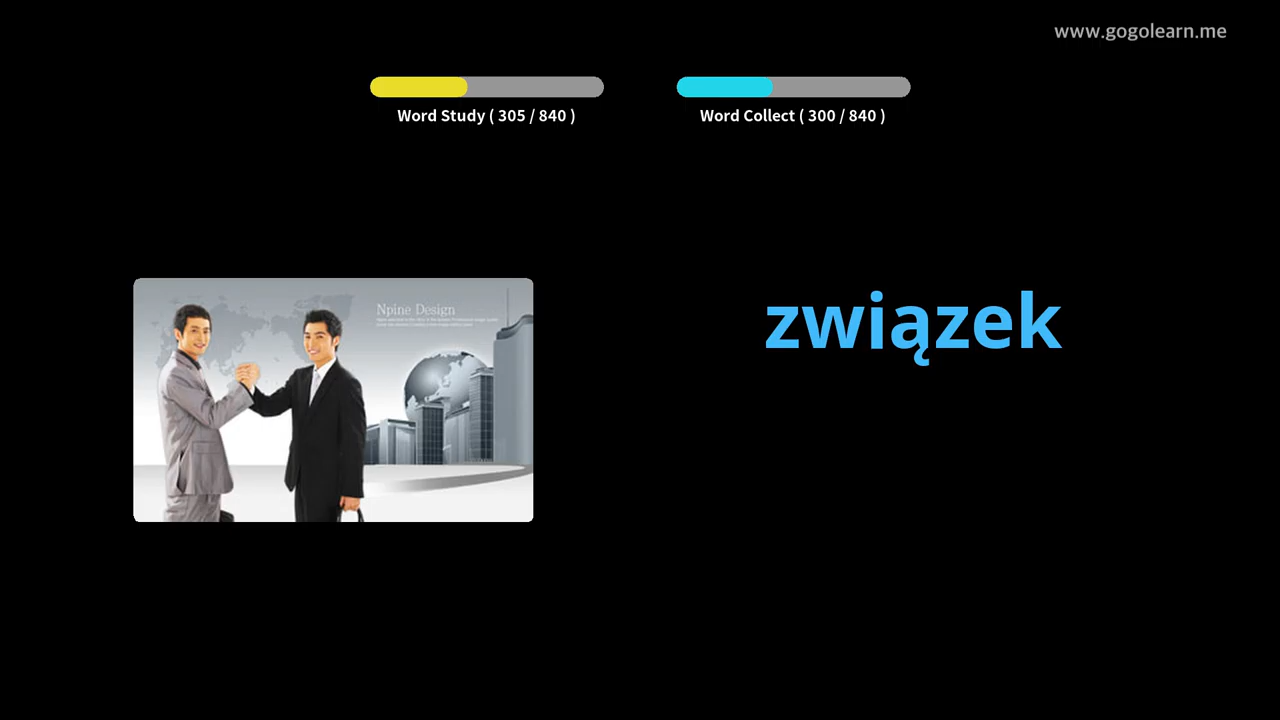 www.gogolearn.me
Word Study ( 305 / 840 )
Word Collect ( 300 / 840 )
Npine Design
związek